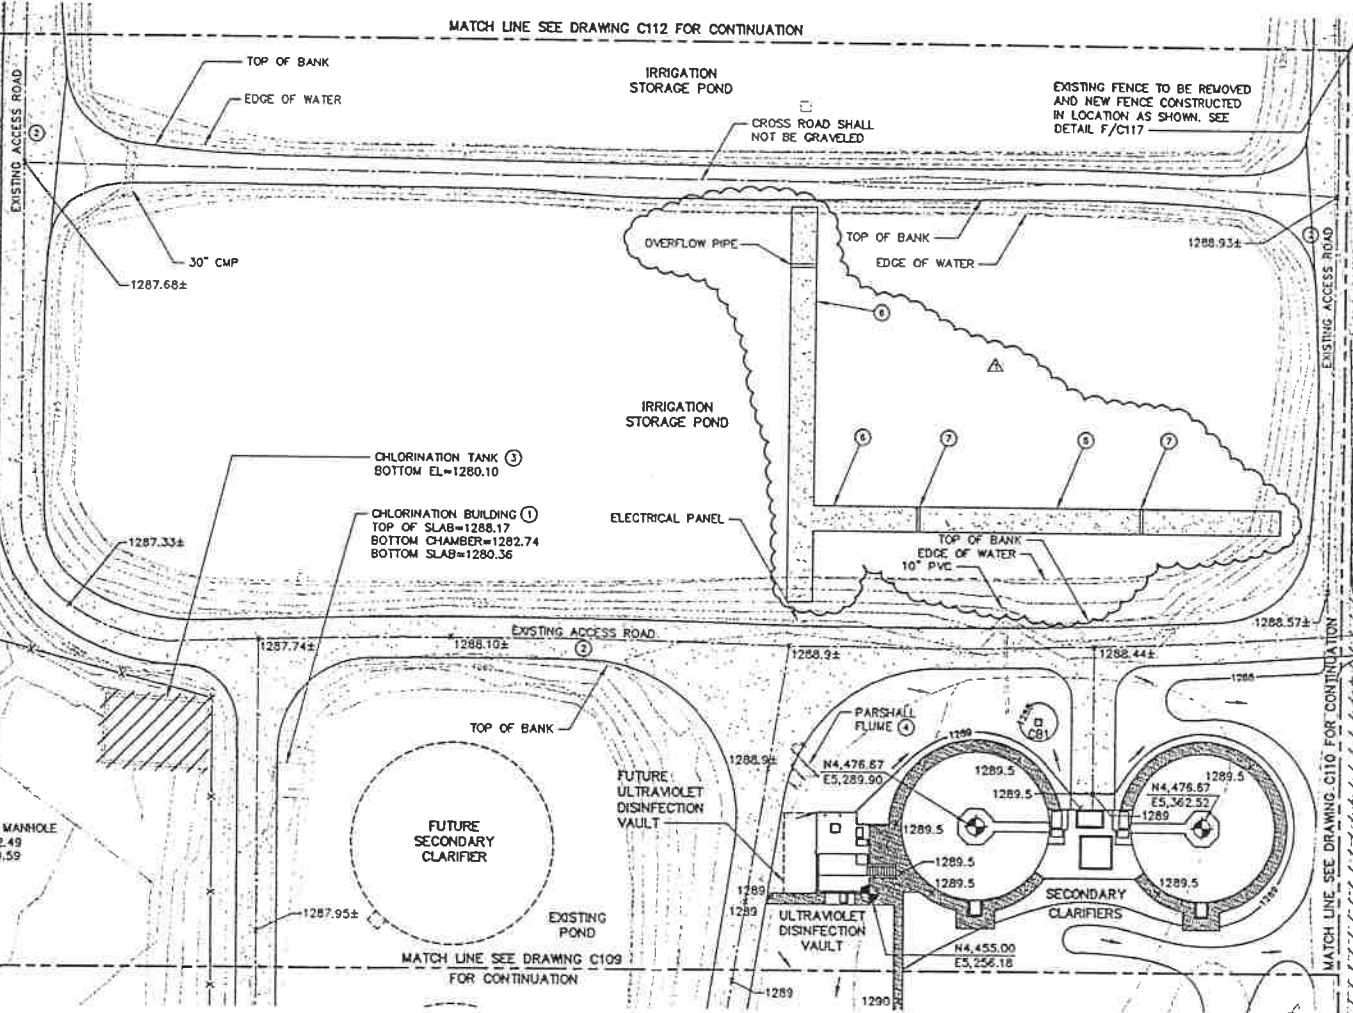 MATCH LINE SEE DRAWING C112 FOR CONTINUATION
TOP OF BANK
EDGE OF WATER
IRRIGATION
STORAGE POND
CROSS ROAD SHALL
NOT BE GRAVELED
EXISTING FENCE TO BE REMOVED
AND NEW FENCE CONSTRUCTED
IN LOCATION AS SHOWN. SEE
DETAIL F/C117
EXISTING ACCESS ROAD
2
30" CMP
1287.68±
OVERFLOW PIPE
TOP OF BANK
EDGE OF WATER
1288.93±
EXISTING ACCESS ROAD
6
IRRIGATION
STORAGE POND
6
7
5
7
CHLORINATION TANK 3
BOTTOM EL=1280.10
CHLORINATION BUILDING 1
TOP OF SLAB=1288.17
BOTTOM CHAMBER=1282.74
BOTTOM SLAB=1280.36
ELECTRICAL PANEL
TOP OF BANK
EDGE OF WATER
10" PVC
1287.33±
1287.74±
1288.10±
EXISTING ACCESS ROAD
2
1288.9±
1288.44±
1288.57±
TOP OF BANK
PARSHALL
FLUME 4
1288.9±
N4,476.67
E5,289.90
1289
CB1
1288
1289.5
1289.5
1289.5
N4,476.67
E5,362.52
1289
FUTURE
ULTRAVIOLET
DISINFECTION
VAULT
FUTURE
SECONDARY
CLARIFIER
MANHOLE
2.49
1289.5
1289.5
1289.5
1289.5
SECONDARY
CLARIFIERS
1289
1289
1289
1287.95±
EXISTING
POND
ULTRAVIOLET
DISINFECTION
VAULT
N4,455.00
E5,256.18
MATCH LINE SEE DRAWING C109
FOR CONTINUATION
1289
1290
MATCH LINE SEE DRAWING C110 FOR CONTINUATION